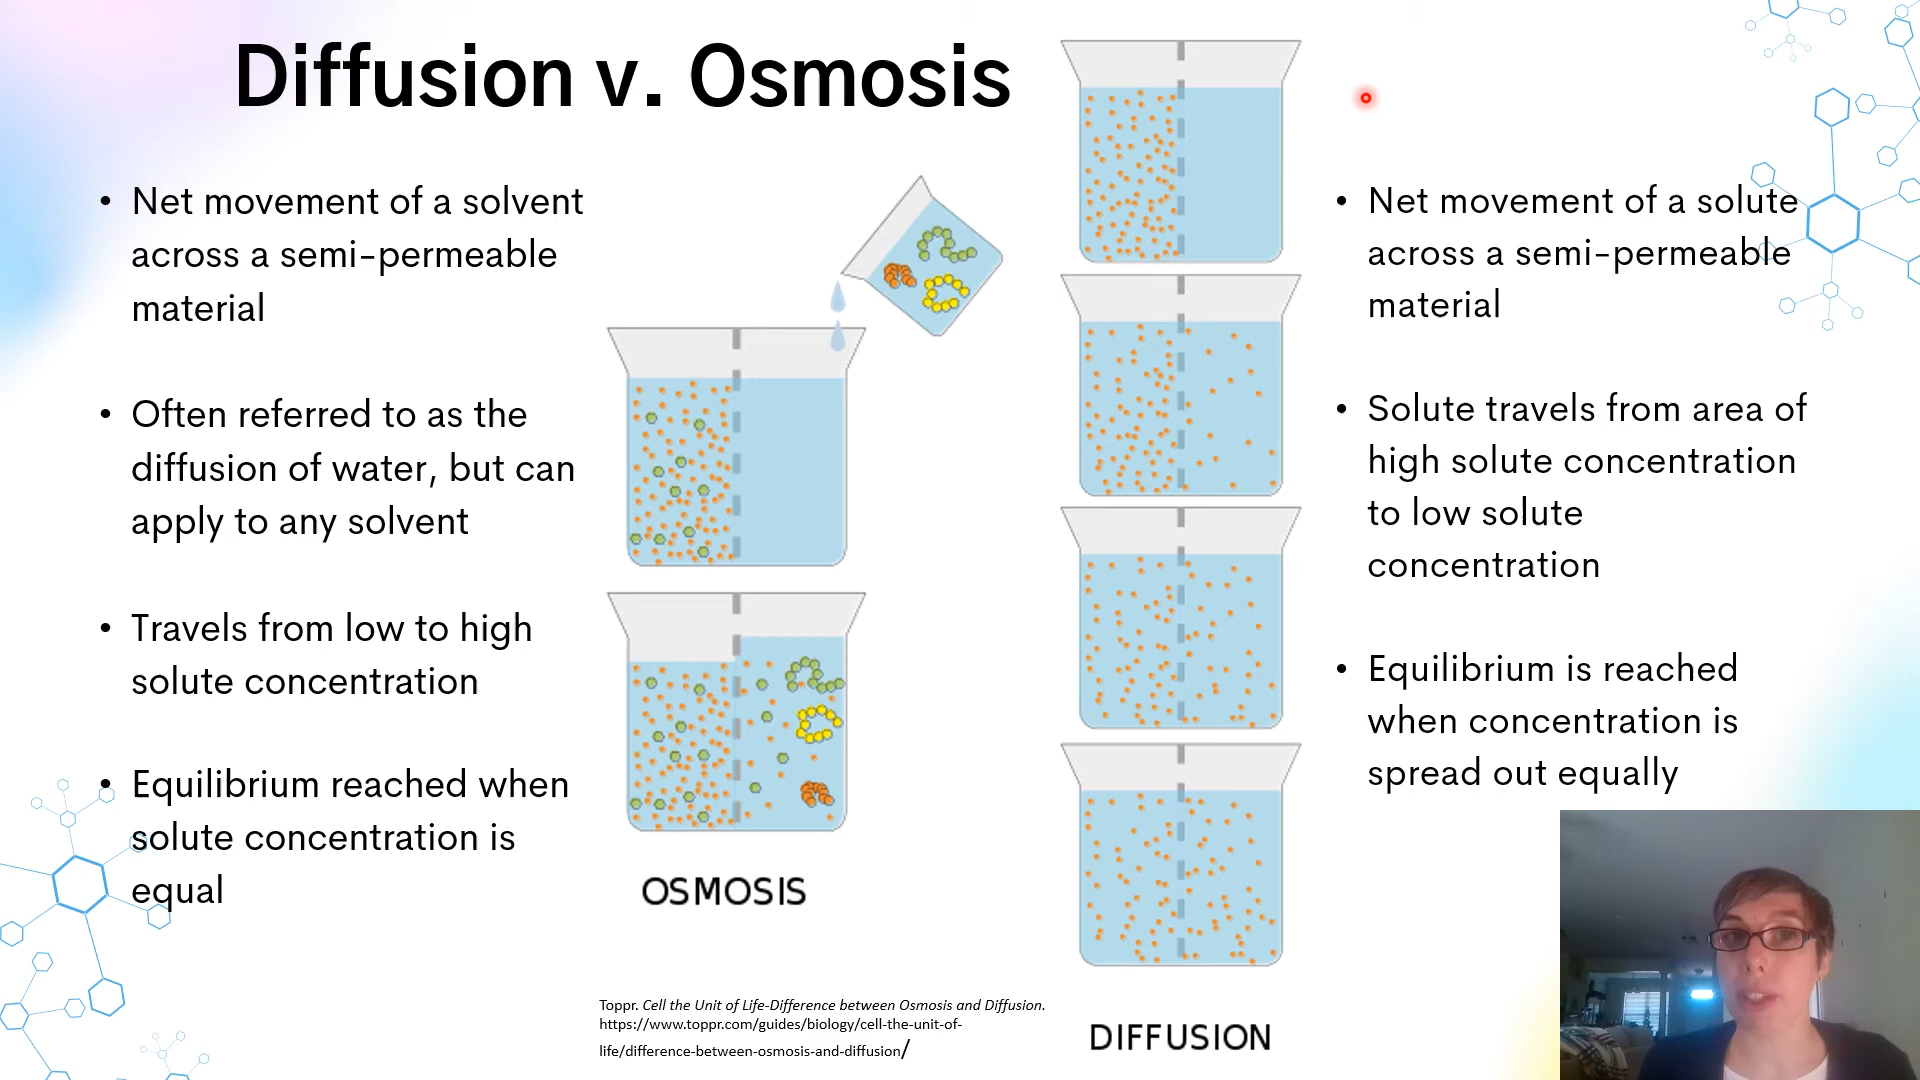 Diffusion v. Osmosis
• Net movement of a solvent
across a semi-permeable
material
• Often referred to as the
diffusion of water, but can
apply to any solvent
• Travels from low to high
solute concentration
• Equilibrium reached when
solute concentration is
equal
OSMOSIS
Toppr. Cell the Unit of Life-Difference between Osmosis and Diffusion.
https://www.toppr.com/guides/biology/cell-the-unit-of-
life/difference-between-osmosis-and-diffusion/
DIFFUSION
• Net movement of a solute
across a semi-permeable
material
• Solute travels from area of
high solute concentration
to low solute
concentration
• Equilibrium is reached
when concentration is
spread out equally